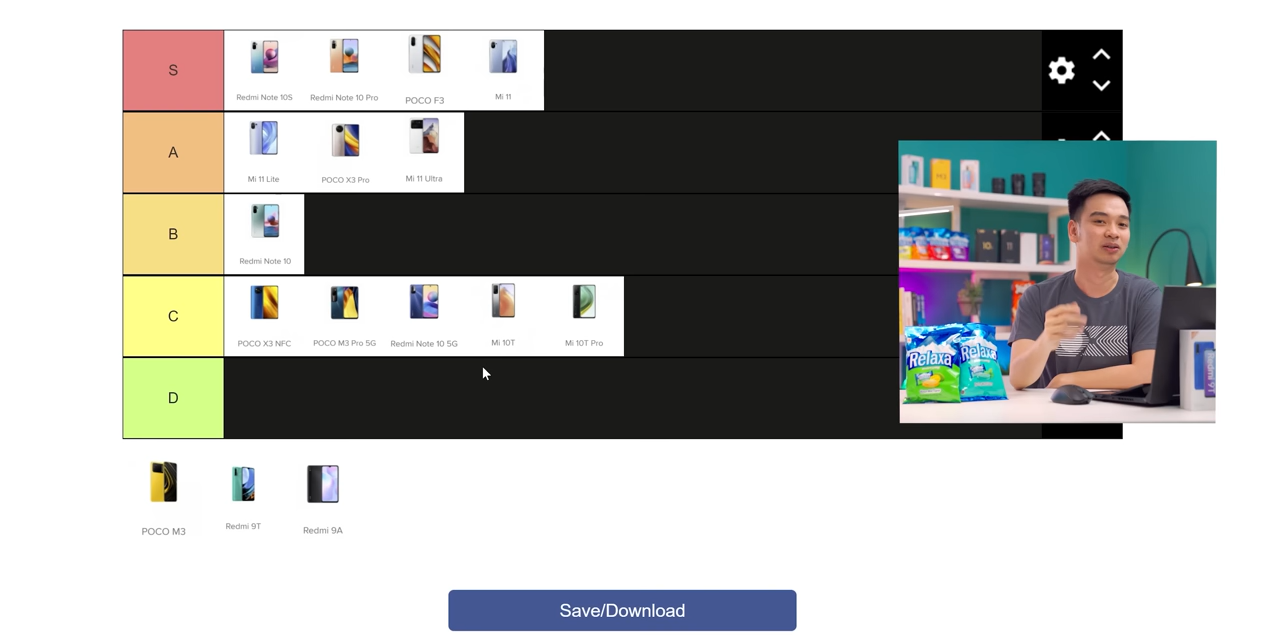 S
Redmi Note 10S
Redmi Note 10 Pro
POCO F3
Mi 11
A
Mi 11 Lite
POCO X3 Pro
Mi 11 Ultra
B
Redmi Note 10
C
POCO X3 NFC
POCO M3 Pro 5G
Redmi Note 10 5G
Mi 10T
Mi 10T Pro
D
Relaxa
Relaxa
POCO M3
Redmi 9T
Redmi 9A
Save/Download